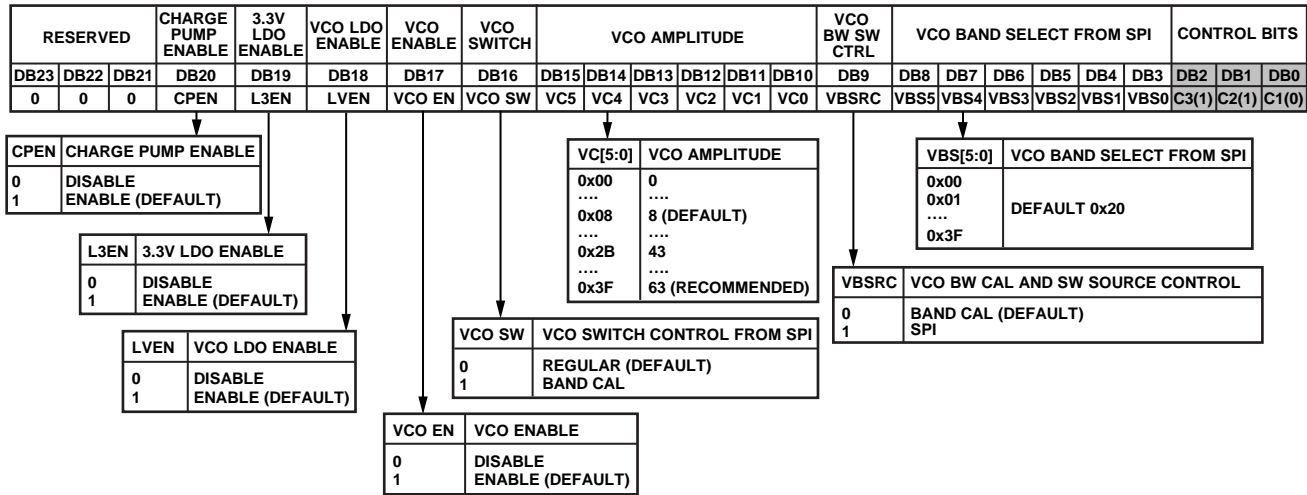 RESERVED CHARGE PUMP ENABLE 3.3V LDO ENABLE VCO LDO ENABLE VCO ENABLE VCO SWITCH VCO AMPLITUDE VCO BW SW CTRL VCO BAND SELECT FROM SPI CONTROL BITS
DB23 DB22 DB21 DB20 DB19 DB18 DB17 DB16 DB15 DB14 DB13 DB12 DB11 DB10 DB9 DB8 DB7 DB6 DB5 DB4 DB3 DB2 DB1 DB0
0 0 0 CPEN L3EN LVEN VCO EN VCO SW VC5 VC4 VC3 VC2 VC1 VC0 VBSRC VBS5 VBS4 VBS3 VBS2 VBS1 VBS0 C3(1) C2(1) C1(0)
CPEN CHARGE PUMP ENABLE
0 DISABLE
1 ENABLE (DEFAULT)
L3EN 3.3V LDO ENABLE
0 DISABLE
1 ENABLE (DEFAULT)
LVEN VCO LDO ENABLE
0 DISABLE
1 ENABLE (DEFAULT)
VCO EN VCO ENABLE
0 DISABLE
1 ENABLE (DEFAULT)
VCO SW VCO SWITCH CONTROL FROM SPI
0 REGULAR (DEFAULT)
1 BAND CAL
VC[5:0] VCO AMPLITUDE
0x00 0
.... ....
0x08 8 (DEFAULT)
.... ....
0x2B 43
.... ....
0x3F 63 (RECOMMENDED)
VBSRC VCO BW CAL AND SW SOURCE CONTROL
0 BAND CAL (DEFAULT)
1 SPI
VBS[5:0] VCO BAND SELECT FROM SPI
0x00
0x01
DEFAULT 0x20
....
0x3F